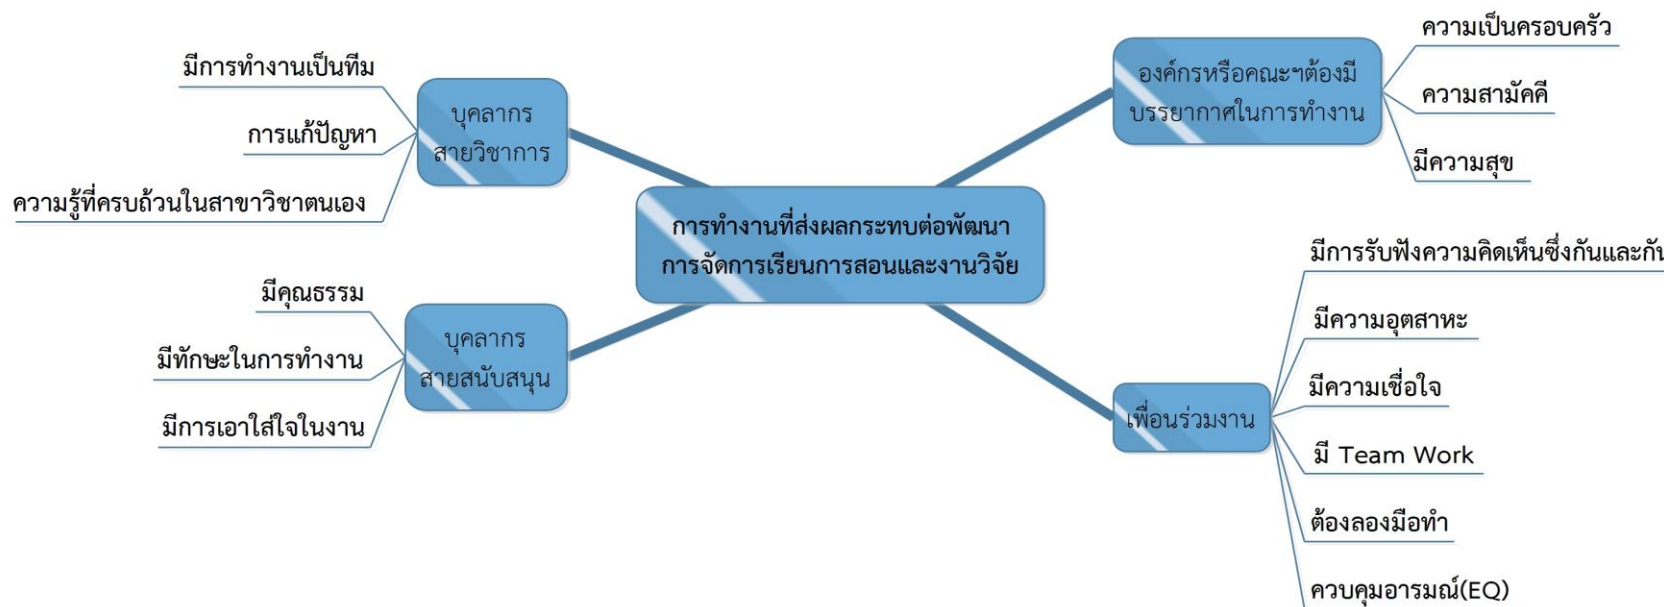 การทำงานที่ส่งผลกระทบต่อพัฒนา
การจัดการเรียนการสอนและงานวิจัย
บุคลากร
สายวิชาการ
มีการทำงานเป็นทีม
การแก้ปัญหา
ความรู้ที่ครบถ้วนในสาขาวิชาตนเอง
บุคลากร
สายสนับสนุน
มีคุณธรรม
มีทักษะในการทำงาน
มีการเอาใส่ใจในงาน
องค์กรหรือคณะฯต้องมี
บรรยากาศในการทำงาน
ความเป็นครอบครัว
ความสามัคคี
มีความสุข
เพื่อนร่วมงาน
มีการรับฟังความคิดเห็นซึ่งกันและกัน
มีความอุตสาหะ
มีความเชื่อใจ
มี Team Work
ต้องลองมือทำ
ควบคุมอารมณ์(EQ)